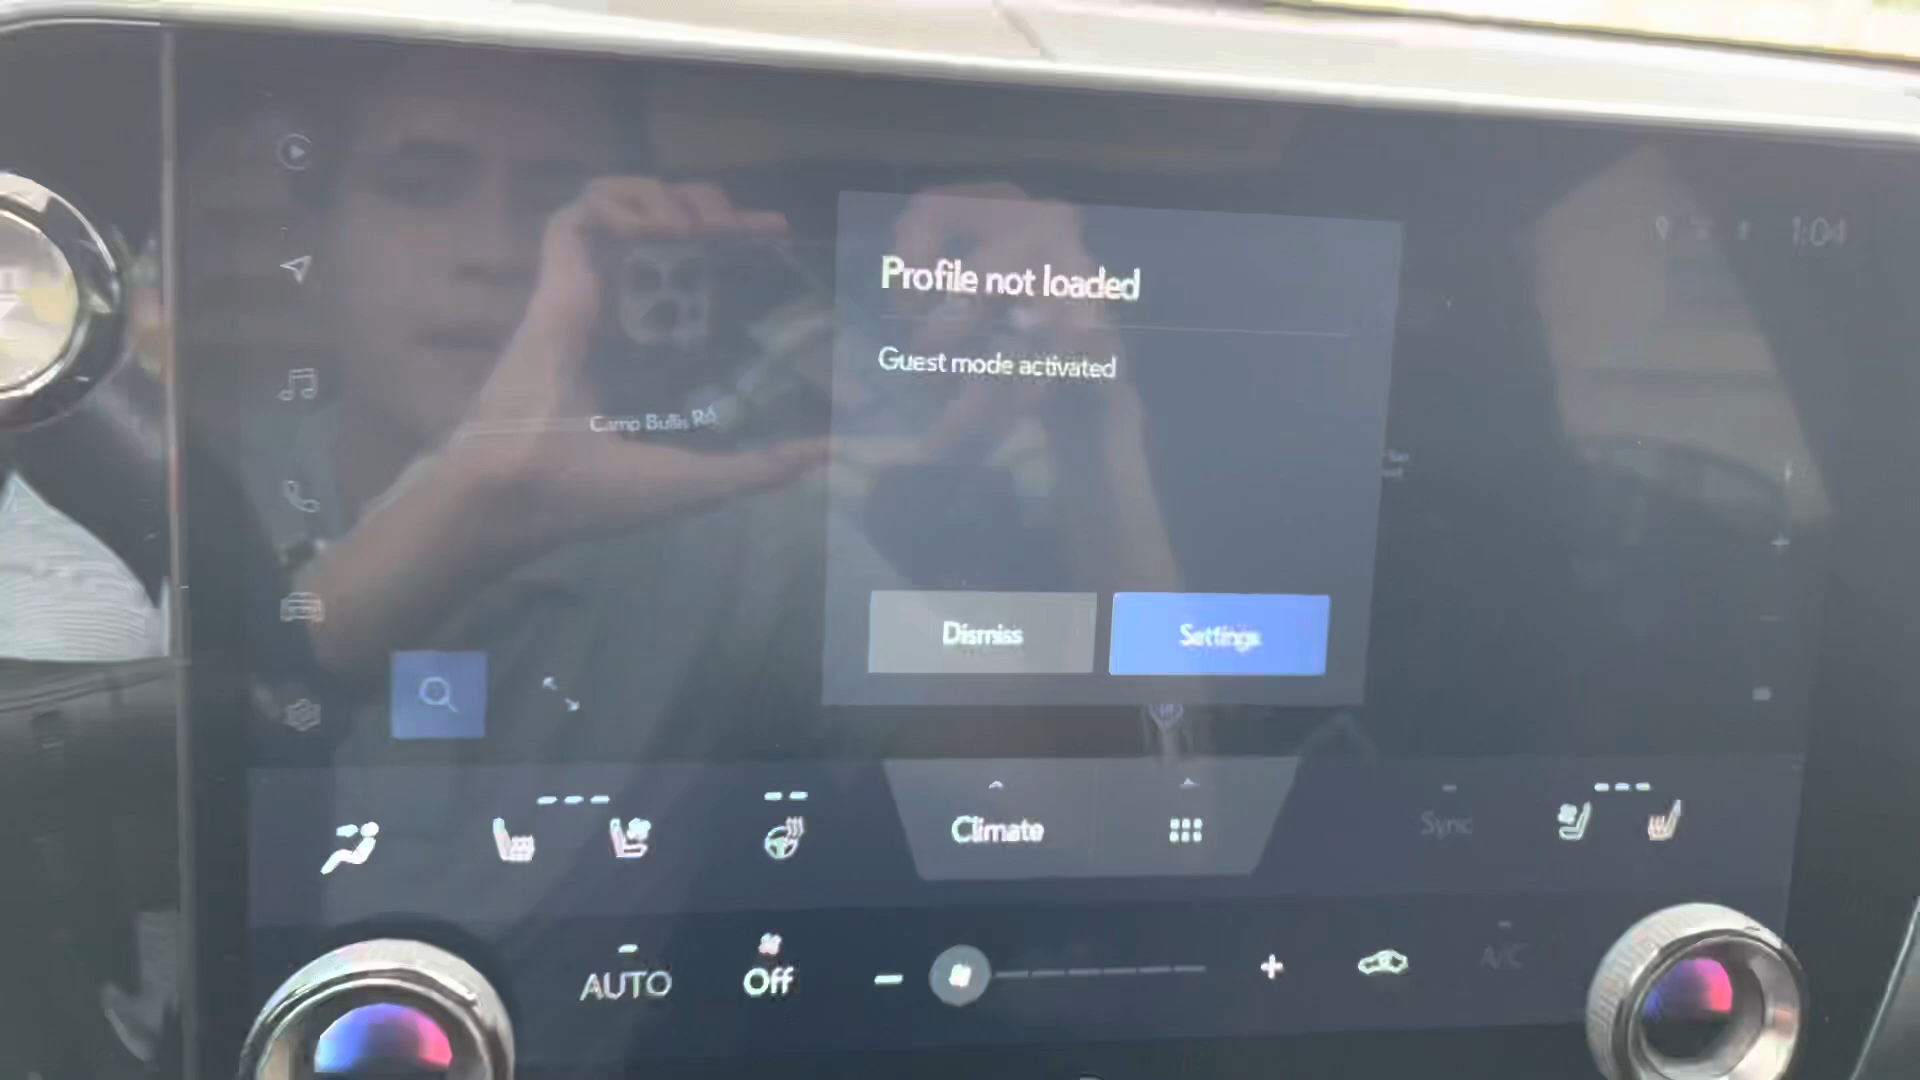 1:04
Profile not loaded
Guest mode activated
Camp Bullis Rd
Dismiss
Settings
Climate
Sync
AUTO
Off
A/C